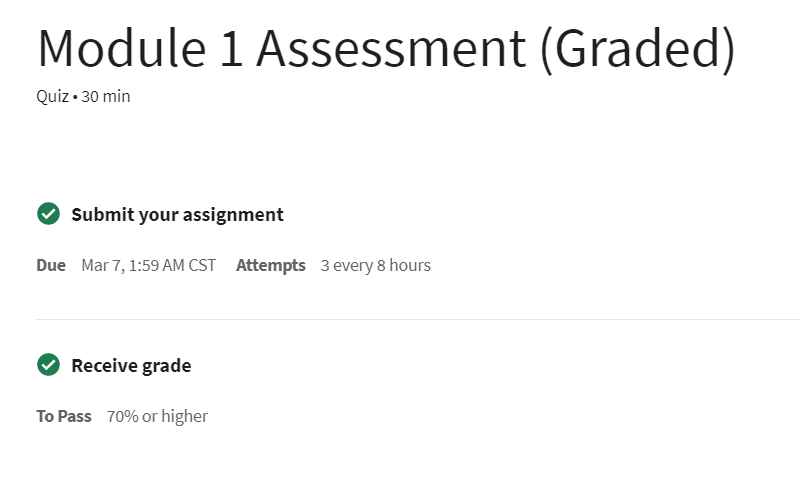 Module 1 Assessment (Graded)
Quiz • 30 min
Submit your assignment
Due Mar 7, 1:59 AM CST Attempts 3 every 8 hours
Receive grade
To Pass 70% or higher